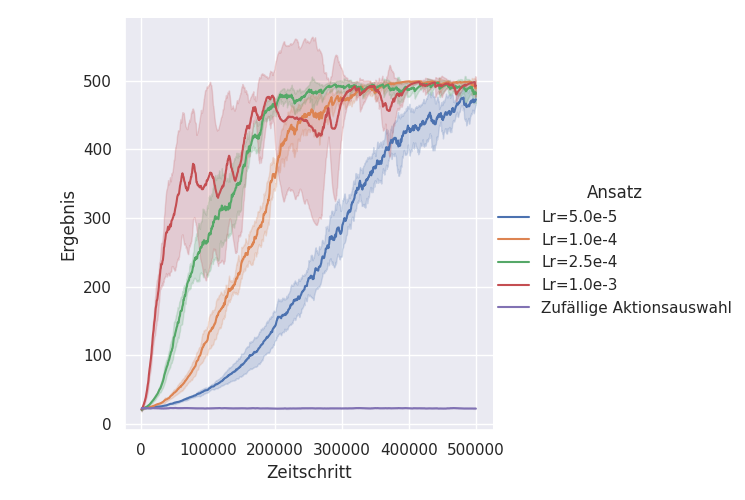 500
400
300
200
100
0
Ergebnis
0 100000 200000 300000 400000 500000
Zeitschritt
Ansatz
Lr=5.0e-5
Lr=1.0e-4
Lr=2.5e-4
Lr=1.0e-3
Zufällige Aktionsauswahl